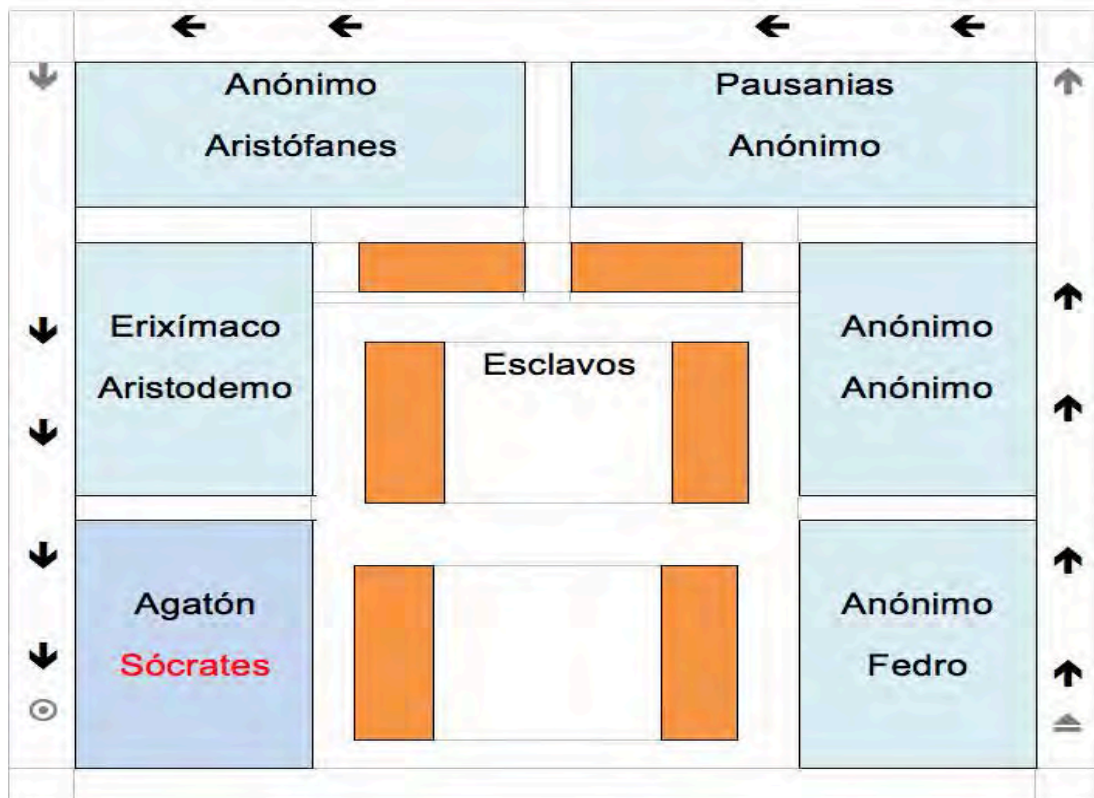 Anónimo
Aristófanes
Pausanias
Anónimo
Erixímaco
Aristodemo
Esclavos
Anónimo
Anónimo
Agatón
Sócrates
Anónimo
Fedro